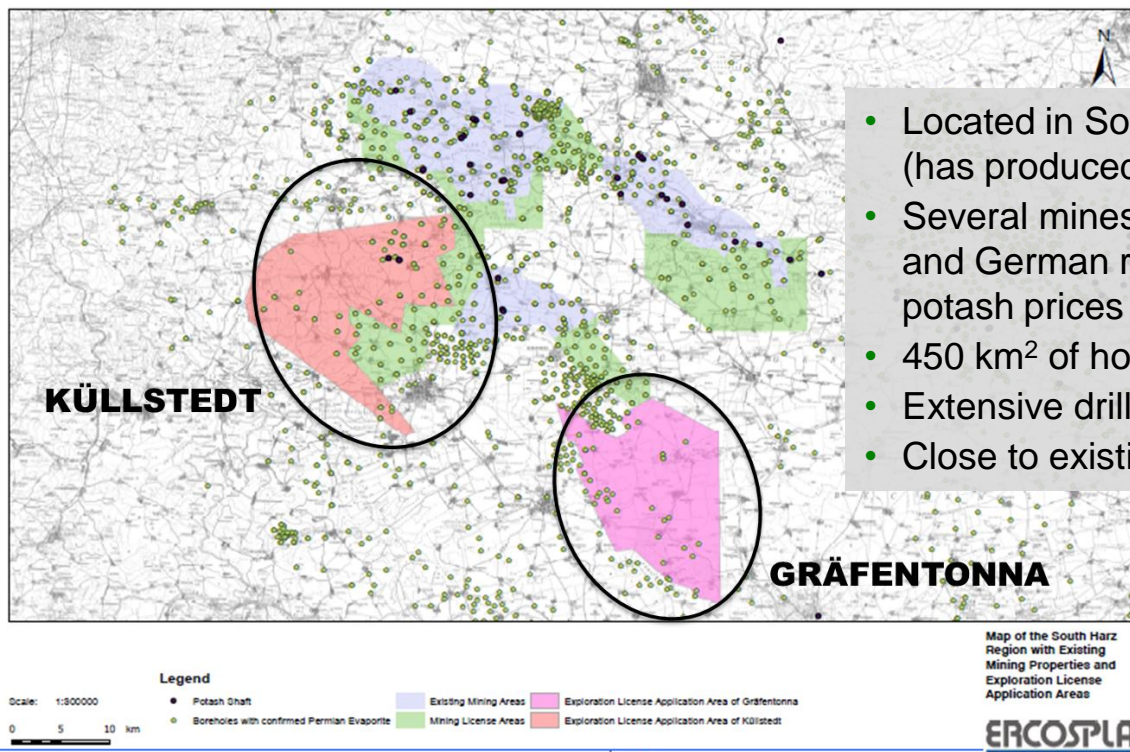 N
• Located in So
(has produced
• Several mines
and German r
potash prices
• 450 km² of ho
• Extensive drill
• Close to existi
KÜLLSTEDT
GRÄFENTONNA
Map of the South Harz
Region with Existing
Mining Properties and
Exploration License
Application Areas
Legend
Scale: 1:300000
Potash Shaft
Existing Mining Areas
Exploration License Application Area of Gräfentonna
Boreholes with confirmed Permian Evaporite
Mining License Areas
Exploration License Application Area of Küllstedt
0 5 10 km
ERCOSPLA